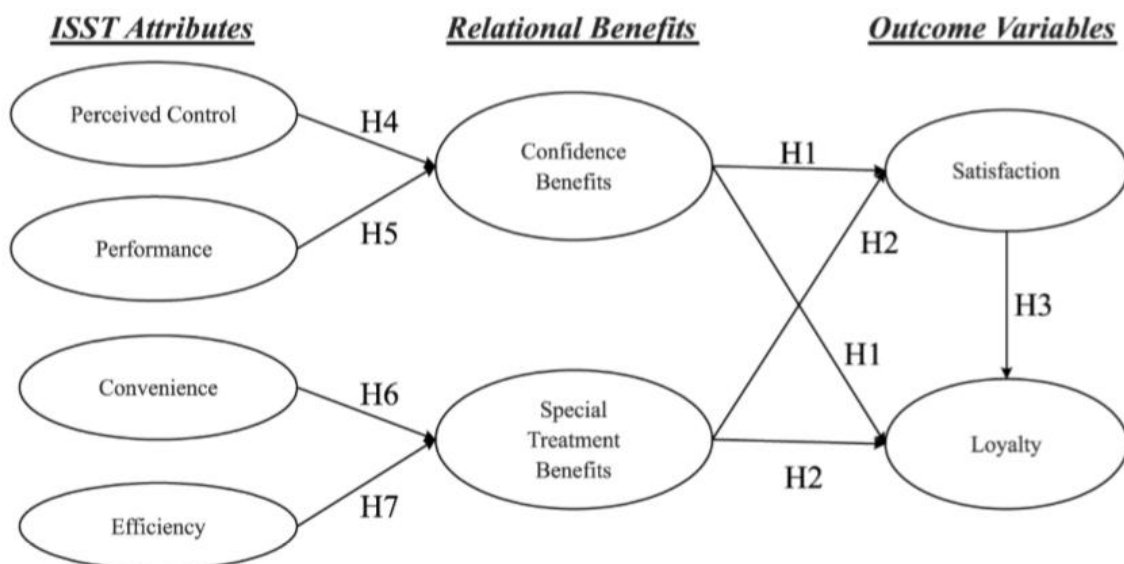 ISST Attributes
Relational Benefits
Outcome Variables
Perceived Control
H4
Confidence
Benefits
H1
Satisfaction
Performance
H5
H2
H3
Convenience
H6
H1
Special
Treatment
Benefits
Loyalty
H2
Efficiency
H7